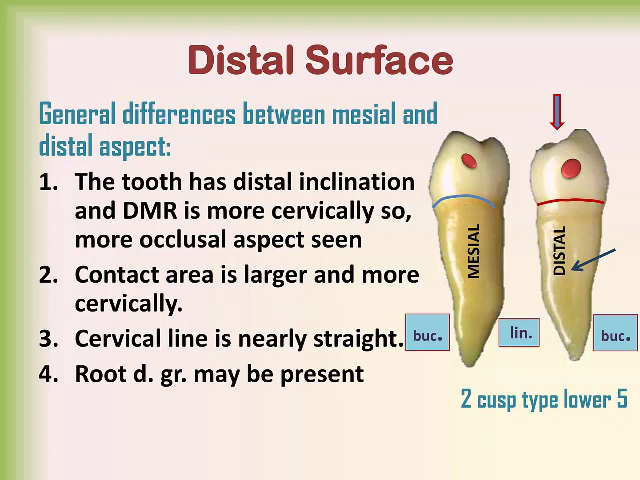 Distal Surface
General differences between mesial and
distal aspect:
1. The tooth has distal inclination
and DMR is more cervically so,
more occlusal aspect seen
2. Contact area is larger and more
cervically.
3. Cervical line is nearly straight.
4. Root d. gr. may be present
MESIAL
DISTAL
buc.
lin.
buc.
2 cusp type lower 5